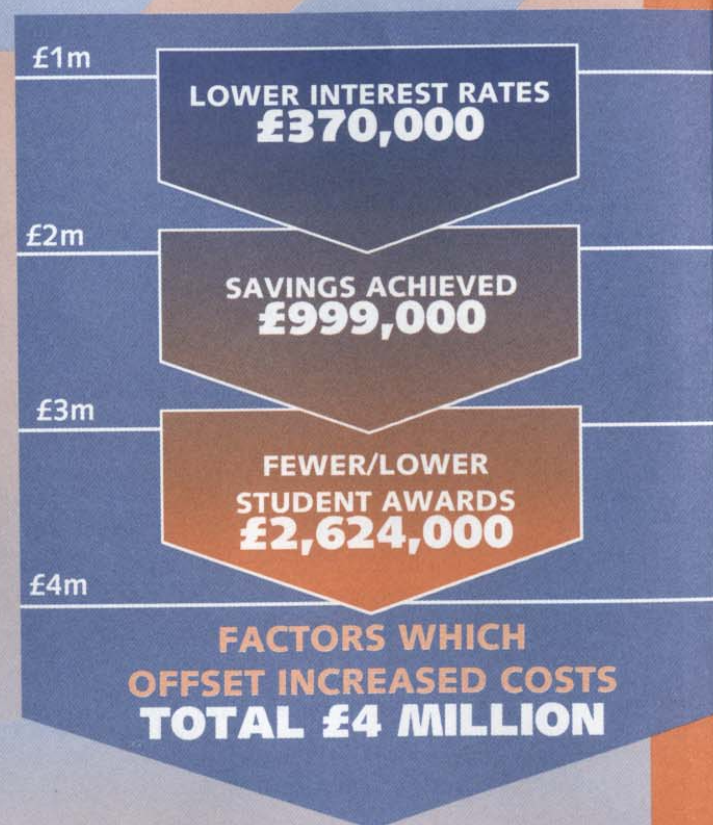 £1m
LOWER INTEREST RATES
£370,000
£2m
SAVINGS ACHIEVED
£999,000
£3m
FEWER/LOWER
STUDENT AWARDS
£2,624,000
£4m
FACTORS WHICH
OFFSET INCREASED COSTS
TOTAL £4 MILLION